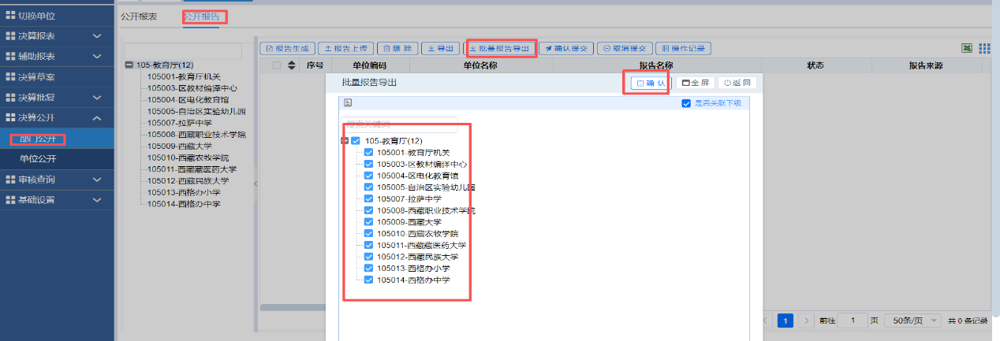 切换单位
决算报表
辅助报表
决算草案
决算批复
决算公开
部门公开
单位公开
审核查询
基础设置
公开报表 公开报告
105-教育厅(12)
105001-教育厅机关
105003-区教材编译中心
105004-区电化教育馆
105005-自治区实验幼儿园
105007-拉萨中学
105008-西藏职业技术学院
105009-西藏大学
105010-西藏农牧学院
105011-西藏藏医药大学
105012-西藏民族大学
105013-西格办小学
105014-西格办中学
报告生成 报告上传 删 除 导出 批量报告导出 确认提交 取消提交 操作记录
序号 单位编码 单位名称 报告名称 状态 报告来源
批量报告导出 确 认 全 屏 返 回
是否关联下级
搜索关键词
105-教育厅(12)
105001-教育厅机关
105003-区教材编译中心
105004-区电化教育馆
105005-自治区实验幼儿园
105007-拉萨中学
105008-西藏职业技术学院
105009-西藏大学
105010-西藏农牧学院
105011-西藏藏医药大学
105012-西藏民族大学
105013-西格办小学
105014-西格办中学
1 前往 1 页 50条/页 共 0 条记录